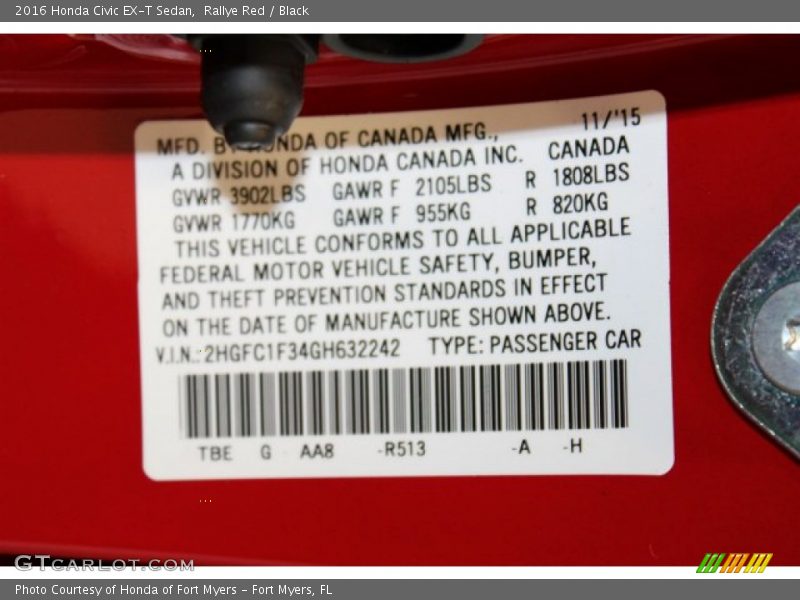 2016 Honda Civic EX-T Sedan, Rallye Red / Black
11/'15
MFD. BY HONDA OF CANADA MFG.,
A DIVISION OF HONDA CANADA INC. CANADA
GVWR 3902LBS GAWR F 2105LBS R 1808LBS
GVWR 1770KG GAWR F 955KG R 820KG
THIS VEHICLE CONFORMS TO ALL APPLICABLE
FEDERAL MOTOR VEHICLE SAFETY, BUMPER,
AND THEFT PREVENTION STANDARDS IN EFFECT
ON THE DATE OF MANUFACTURE SHOWN ABOVE.
V.I.N.: 2HGFC1F34GH632242 TYPE: PASSENGER CAR
TBE G AA8 -R513 -A -H
GTCARLOT.COM
Photo Courtesy of Honda of Fort Myers - Fort Myers, FL